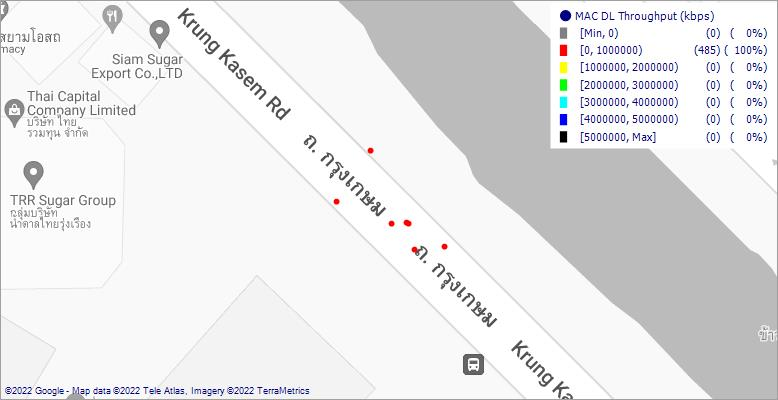 สยามโอสถ
macy
Siam Sugar
Export Co.,LTD
Thai Capital
Company Limited
บริษัท ไทย
รวมทุน จำกัด
TRR Sugar Group
กลุ่มบริษัท
น้ำตาลไทยรุ่งเรือง
Krung Kasem Rd
ถ. กรุงเกษม
ถ. กรุงเกษม
Krung Ka
ข้าว
MAC DL Throughput (kbps)
[Min, 0) (0) ( 0%)
[0, 1000000) (485) ( 100%)
[1000000, 2000000) (0) ( 0%)
[2000000, 3000000) (0) ( 0%)
[3000000, 4000000) (0) ( 0%)
[4000000, 5000000) (0) ( 0%)
[5000000, Max] (0) ( 0%)
©2022 Google - Map data ©2022 Tele Atlas, Imagery ©2022 TerraMetrics